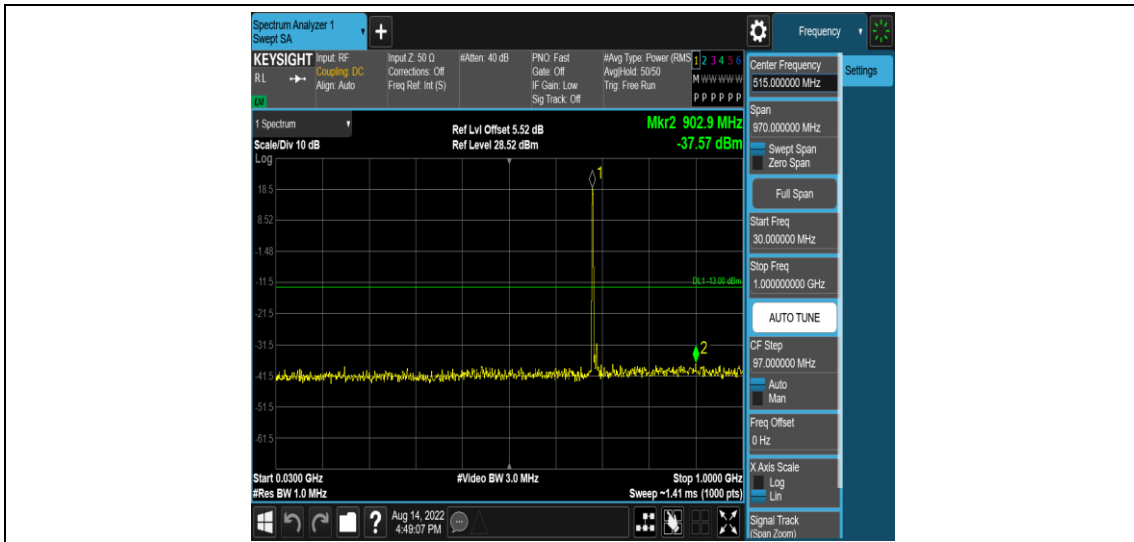 Spectrum Analyzer 1
Swept SA
Frequency
KEYSIGHT
Input: RF
Input Z: 50 Ω
#Atten: 40 dB
PNO: Fast
#Avg Type: Power (RMS
1 2 3 4 5 6
RL
Coupling: DC
Corrections: Off
Gate: Off
Avg|Hold: 50/50
M W W W W W
Align: Auto
Freq Ref: Int (S)
IF Gain: Low
Trig: Free Run
Sig Track: Off
P P P P P P
1 Spectrum
Scale/Div 10 dB
Log
Ref Lvl Offset 5.52 dB
Ref Level 28.52 dBm
Mkr2 902.9 MHz
-37.57 dBm
1
18.5
8.52
-1.48
-11.5
DL1 -13.00 dBm
-21.5
-31.5
2
-41.5
-51.5
-61.5
Start 0.0300 GHz
#Video BW 3.0 MHz
Stop 1.0000 GHz
#Res BW 1.0 MHz
Sweep ~1.41 ms (1000 pts)
Aug 14, 2022
4:49:07 PM
Center Frequency
515.000000 MHz
Settings
Span
970.000000 MHz
Swept Span
Zero Span
Full Span
Start Freq
30.000000 MHz
Stop Freq
1.000000000 GHz
AUTO TUNE
CF Step
97.000000 MHz
Auto
Man
Freq Offset
0 Hz
X Axis Scale
Log
Lin
Signal Track
(Span Zoom)